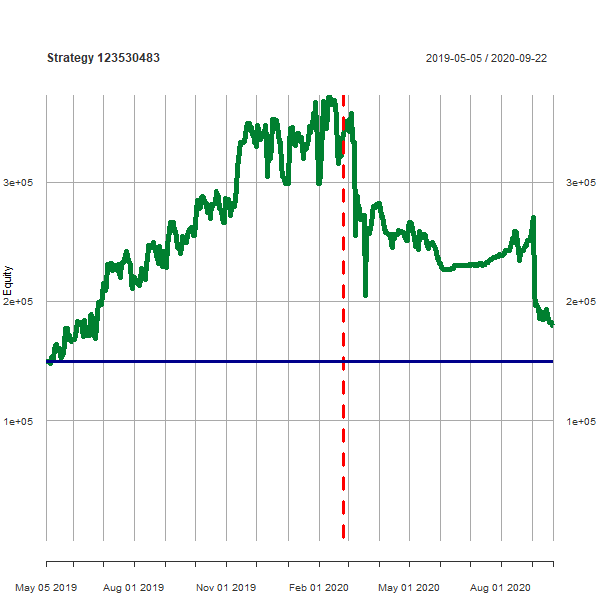 Strategy 123530483
2019-05-05 / 2020-09-22
3e+05
3e+05
Equity
2e+05
2e+05
1e+05
1e+05
May 05 2019
Aug 01 2019
Nov 01 2019
Feb 01 2020
May 01 2020
Aug 01 2020